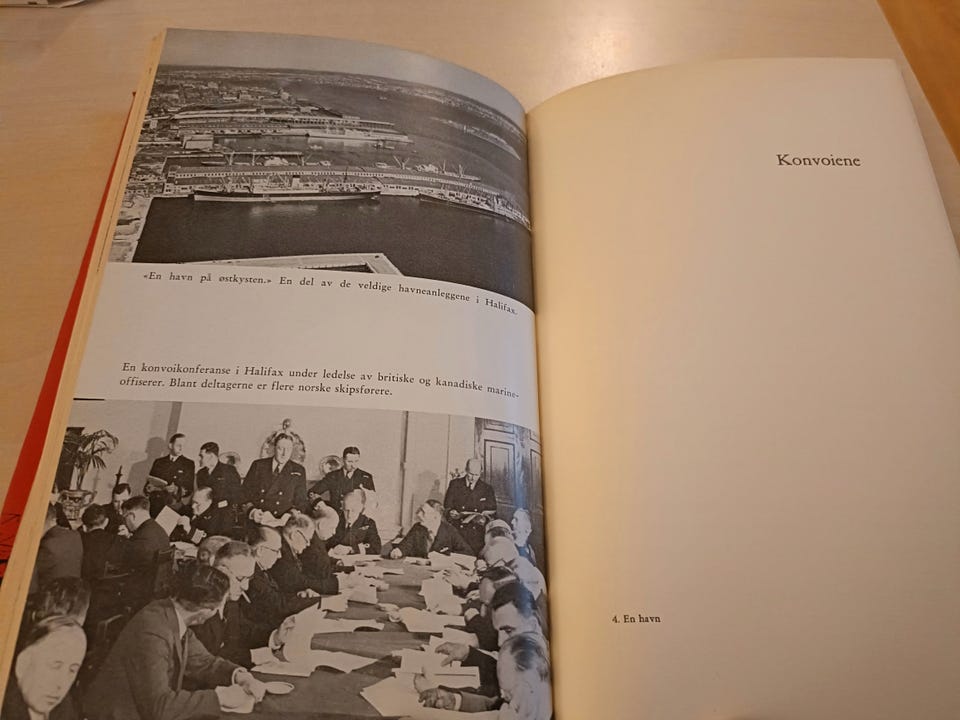 «En havn på østkysten.» En del av de veldige havneanleggene i Halifax.
En konvoikonferanse i Halifax under ledelse av britiske og kanadiske marine-
offiserer. Blant deltagerne er flere norske skipsførere.
Konvoiene
4. En havn